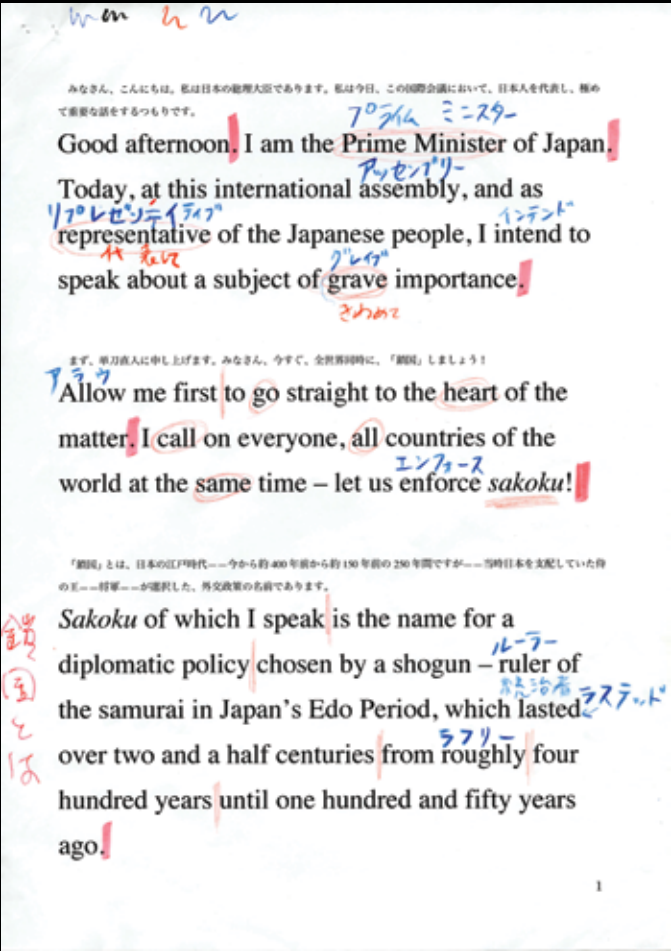 みなさん、こんにちは。私は日本の総理大臣であります。私は今日、この国際会議において、日本人を代表し、極め
て重要な話をするつもりです。
プライム ミニスター
Good afternoon. I am the Prime Minister of Japan.
アッセンブリー
Today, at this international assembly, and as
リプレゼンテイティブ インテンド
representative of the Japanese people, I intend to
代表して グレイブ
speak about a subject of grave importance.
きわめて
まず、単刀直入に申し上げます。みなさん、今すぐ、全世界同時に、「鎖国」しましょう！
アラウ
Allow me first to go straight to the heart of the
matter. I call on everyone, all countries of the
エンフォース
world at the same time – let us enforce sakoku!
「鎖国」とは、日本の江戸時代——今から約400年前から約150年前の250年間ですが——当時日本を支配していた侍
の王——将軍——が選択した、外交政策の名前であります。
鎖国とは
Sakoku of which I speak is the name for a
ルーラー
diplomatic policy chosen by a shogun – ruler of
統治者 ラステッド
the samurai in Japan's Edo Period, which lasted
ラフリー
over two and a half centuries from roughly four
hundred years until one hundred and fifty years
ago.
1